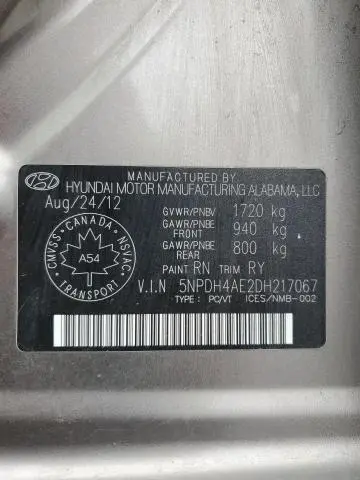 MANUFACTURED BY
HYUNDAI MOTOR MANUFACTURING ALABAMA, LLC
Aug/24/12
GVWR/PNBV 1720 kg
GAWR/PNBE FRONT 940 kg
GAWR/PNBE REAR 800 kg
PAINT RN TRIM RY
CANADA
CMVSS
NSVAC
A54
TRANSPORT
V.I.N 5NPDH4AE2DH217067
TYPE : PC/VT ICES/NMB-002